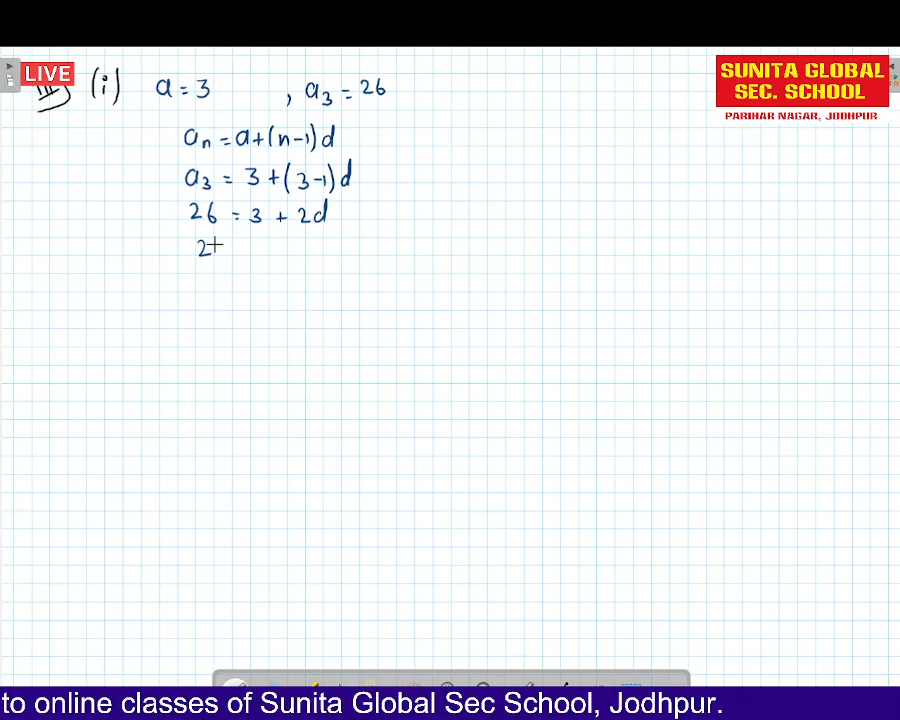 LIVE
(i) a = 3 , a₃ = 26
SUNITA GLOBAL
SEC. SCHOOL
PARIHAR NAGAR, JODHPUR
aₙ = a + (n-1)d
a₃ = 3 + (3-1)d
26 = 3 + 2d
2+
to online classes of Sunita Global Sec School, Jodhpur.